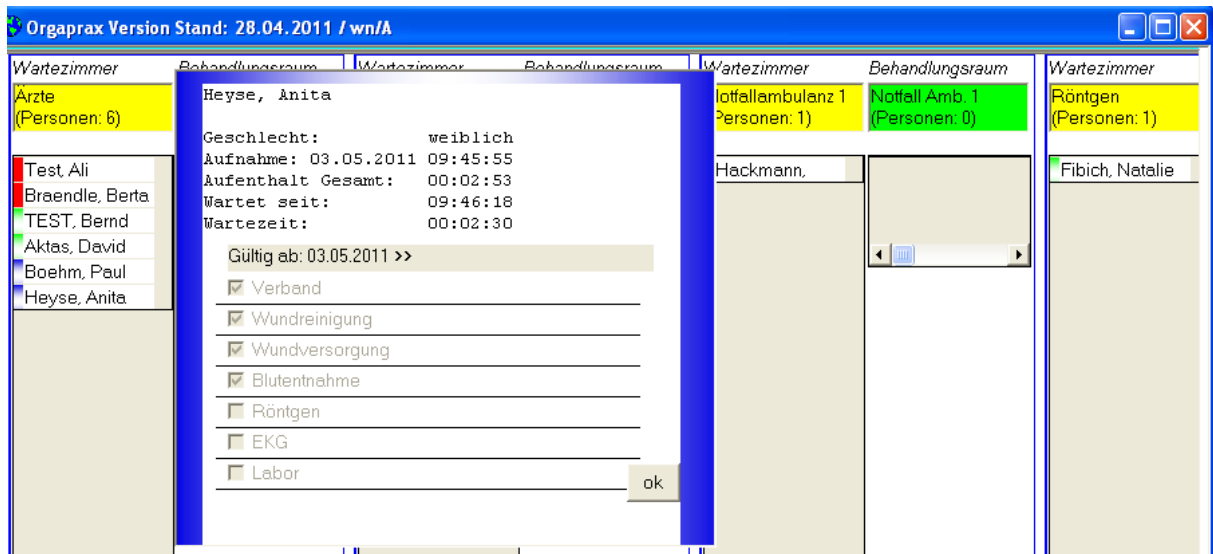 Orgaprax Version Stand: 28.04.2011 / wn/A
Wartezimmer
Behandlungsraum
Wartezimmer
Behandlungsraum
Wartezimmer
Behandlungsraum
Wartezimmer
Ärzte
(Personen: 6)
Test, Ali
Braendle, Berta
TEST, Bernd
Aktas, David
Boehm, Paul
Heyse, Anita
Heyse, Anita
Geschlecht: weiblich
Aufnahme: 03.05.2011 09:45:55
Aufenthalt Gesamt: 00:02:53
Wartet seit: 09:46:18
Wartezeit: 00:02:30
Gültig ab: 03.05.2011 >>
Verband
Wundreinigung
Wundversorgung
Blutentnahme
Röntgen
EKG
Labor
ok
Notfallambulanz 1
Personen: 1)
Hackmann,
Notfall Amb. 1
(Personen: 0)
Röntgen
(Personen: 1)
Fibich, Natalie